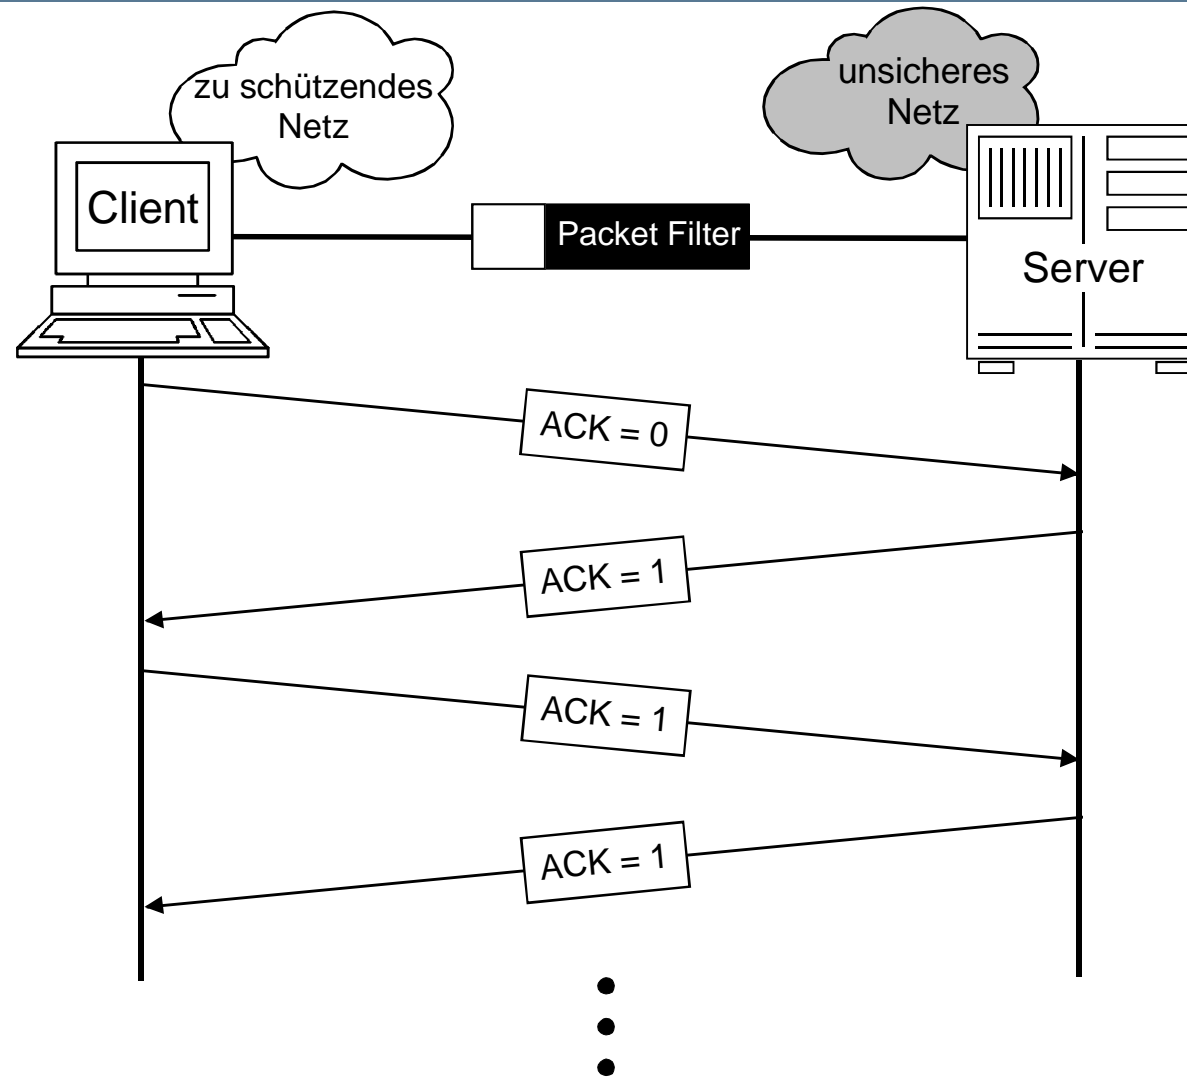 zu schützendes
Netz
unsicheres
Netz
Client
Packet Filter
Server
ACK = 0
ACK = 1
ACK = 1
ACK = 1